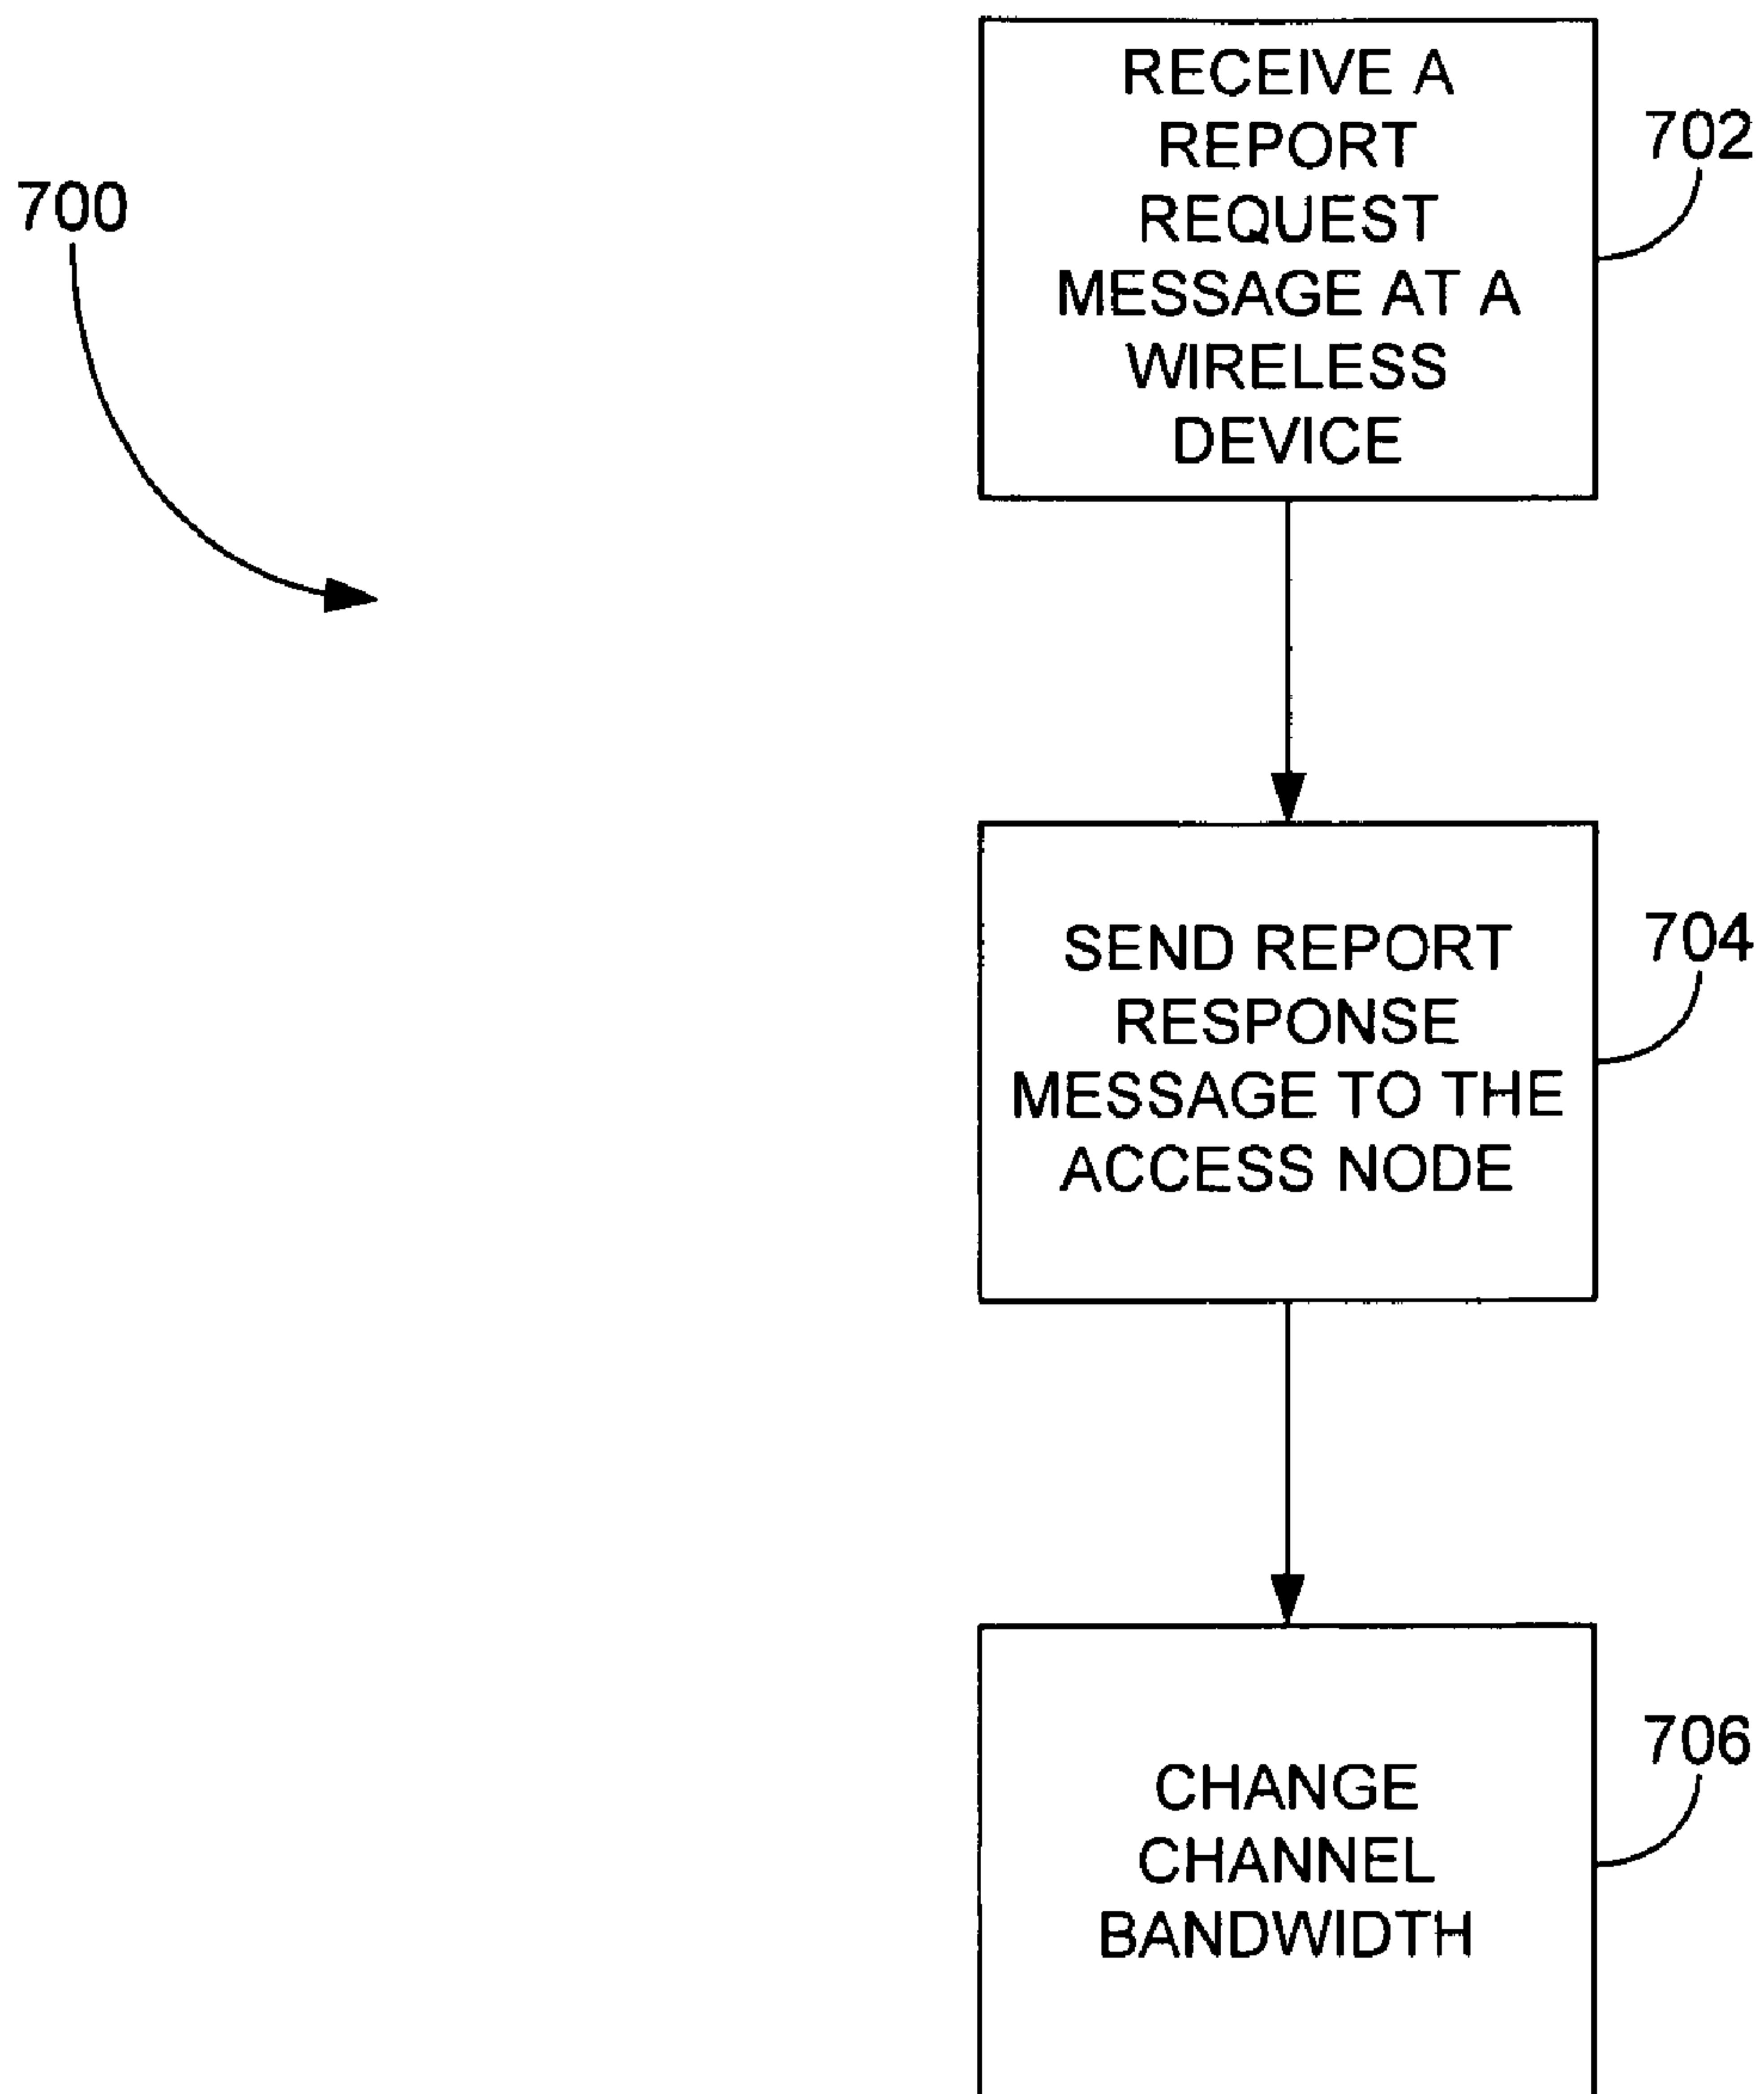 700
RECEIVE A
REPORT
REQUEST
MESSAGE AT A
WIRELESS
DEVICE
702
SEND REPORT
RESPONSE
MESSAGE TO THE
ACCESS NODE
704
CHANGE
CHANNEL
BANDWIDTH
706